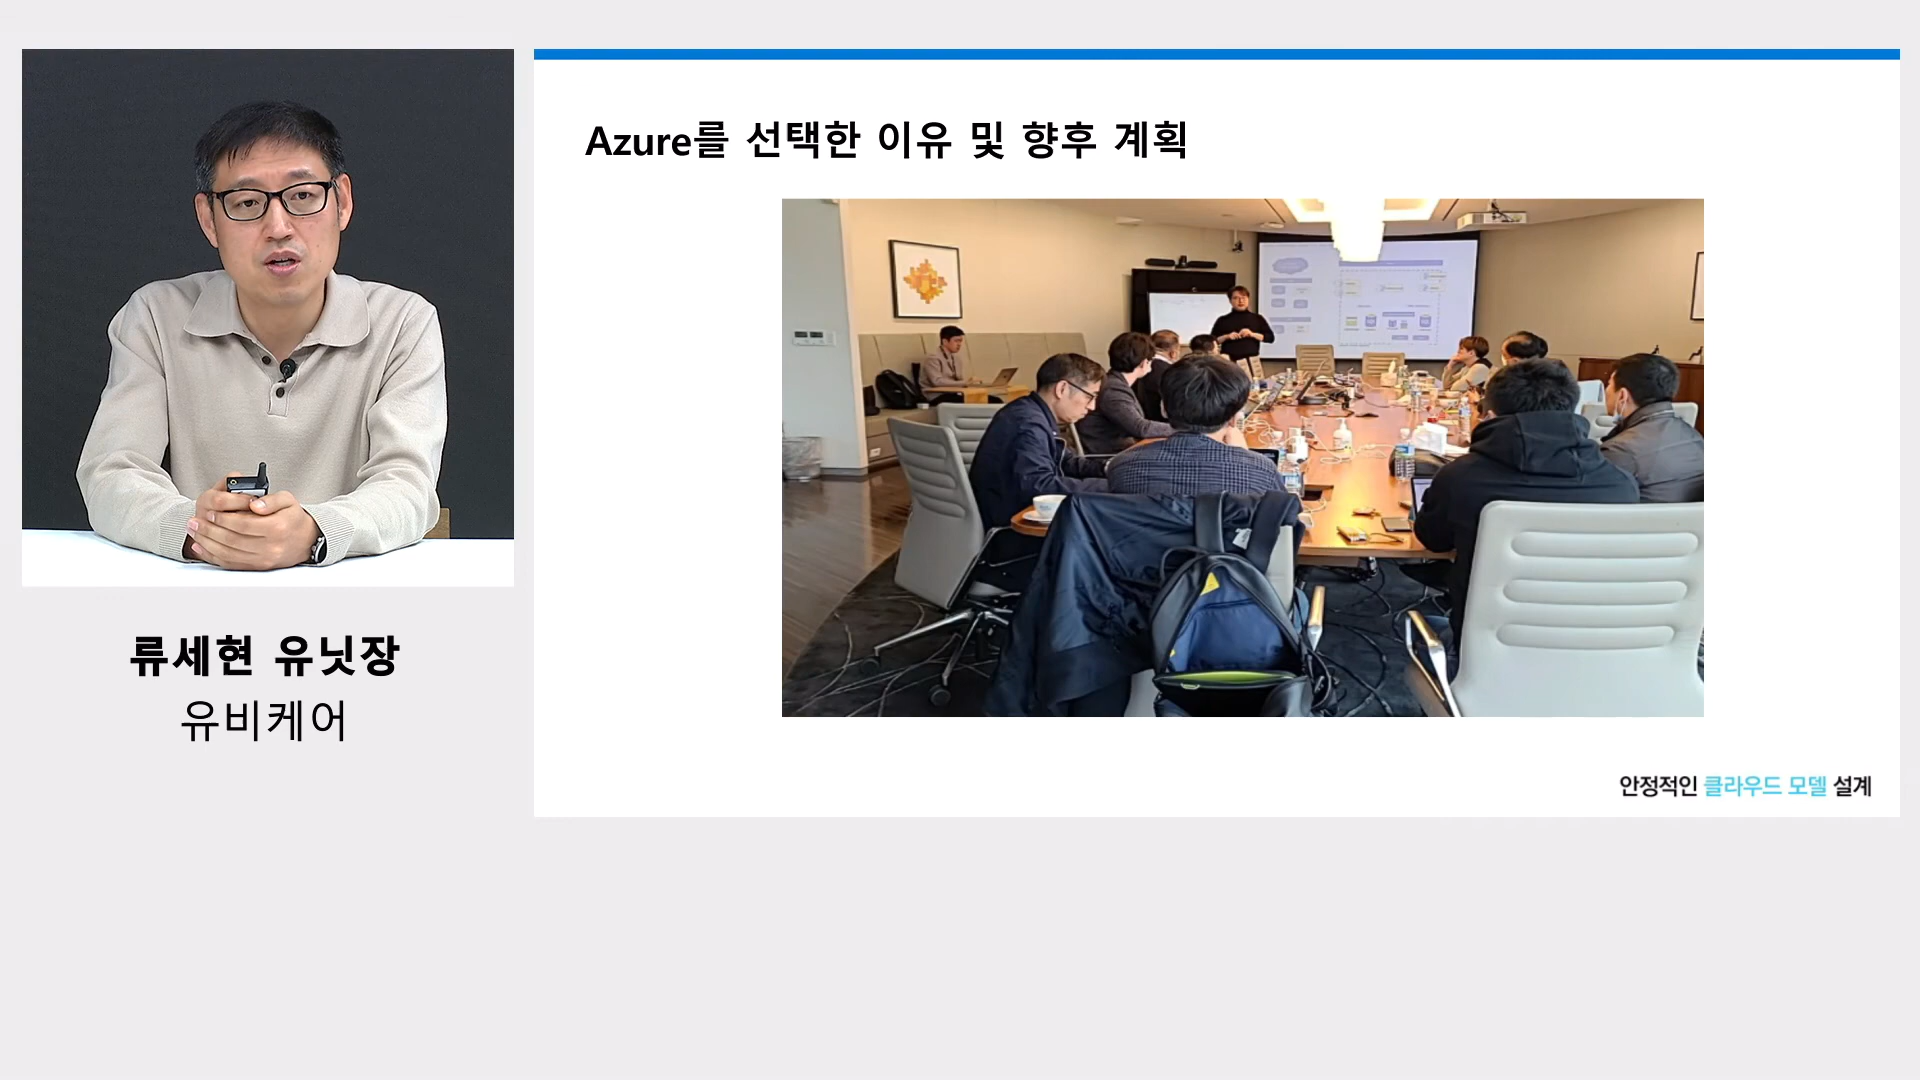 Azure를 선택한 이유 및 향후 계획
류세현 유닛장
유비케어
안정적인 클라우드 모델 설계